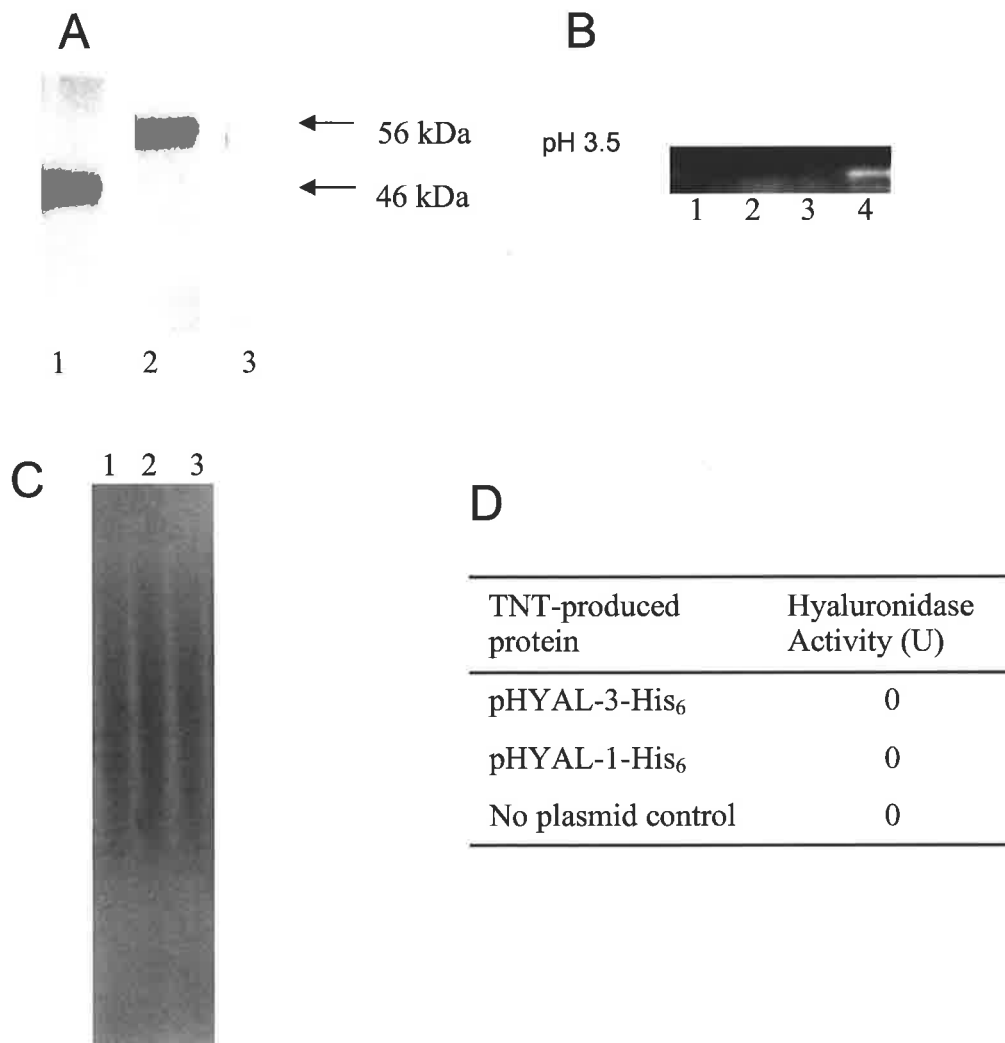 A
56 kDa
46 kDa
1 2 3
B
pH 3.5
1 2 3 4
C
1 2 3
D
TNT-produced protein Hyaluronidase Activity (U)
pHYAL-3-His₆ 0
pHYAL-1-His₆ 0
No plasmid control 0